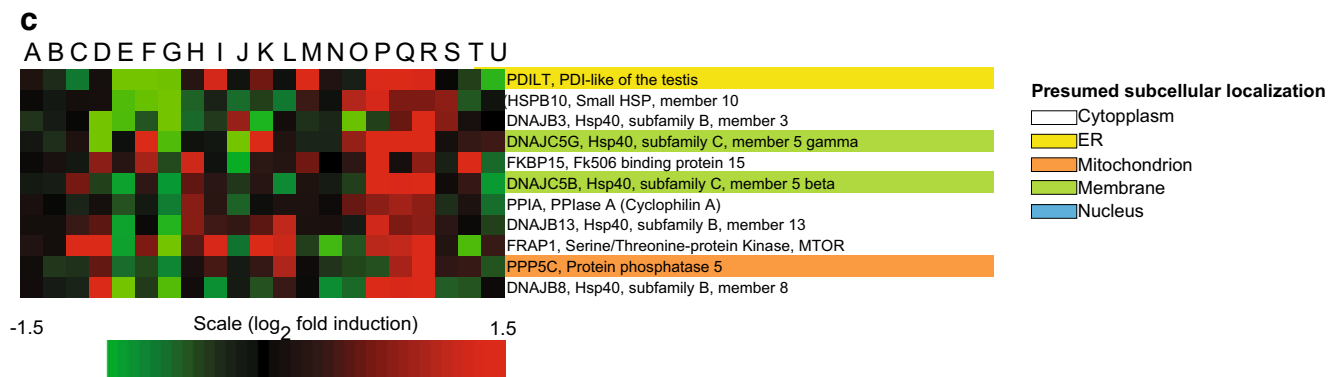 c
A B C D E F G H I J K L M N O P Q R S T U
PDILT, PDI-like of the testis
(HSPB10, Small HSP, member 10
DNAJB3, Hsp40, subfamily B, member 3
DNAJC5G, Hsp40, subfamily C, member 5 gamma
FKBP15, Fk506 binding protein 15
DNAJC5B, Hsp40, subfamily C, member 5 beta
PPIA, PPIase A (Cyclophilin A)
DNAJB13, Hsp40, subfamily B, member 13
FRAP1, Serine/Threonine-protein Kinase, MTOR
PPP5C, Protein phosphatase 5
DNAJB8, Hsp40, subfamily B, member 8
-1.5 Scale (log2 fold induction) 1.5
Presumed subcellular localization
Cytopplasm
ER
Mitochondrion
Membrane
Nucleus